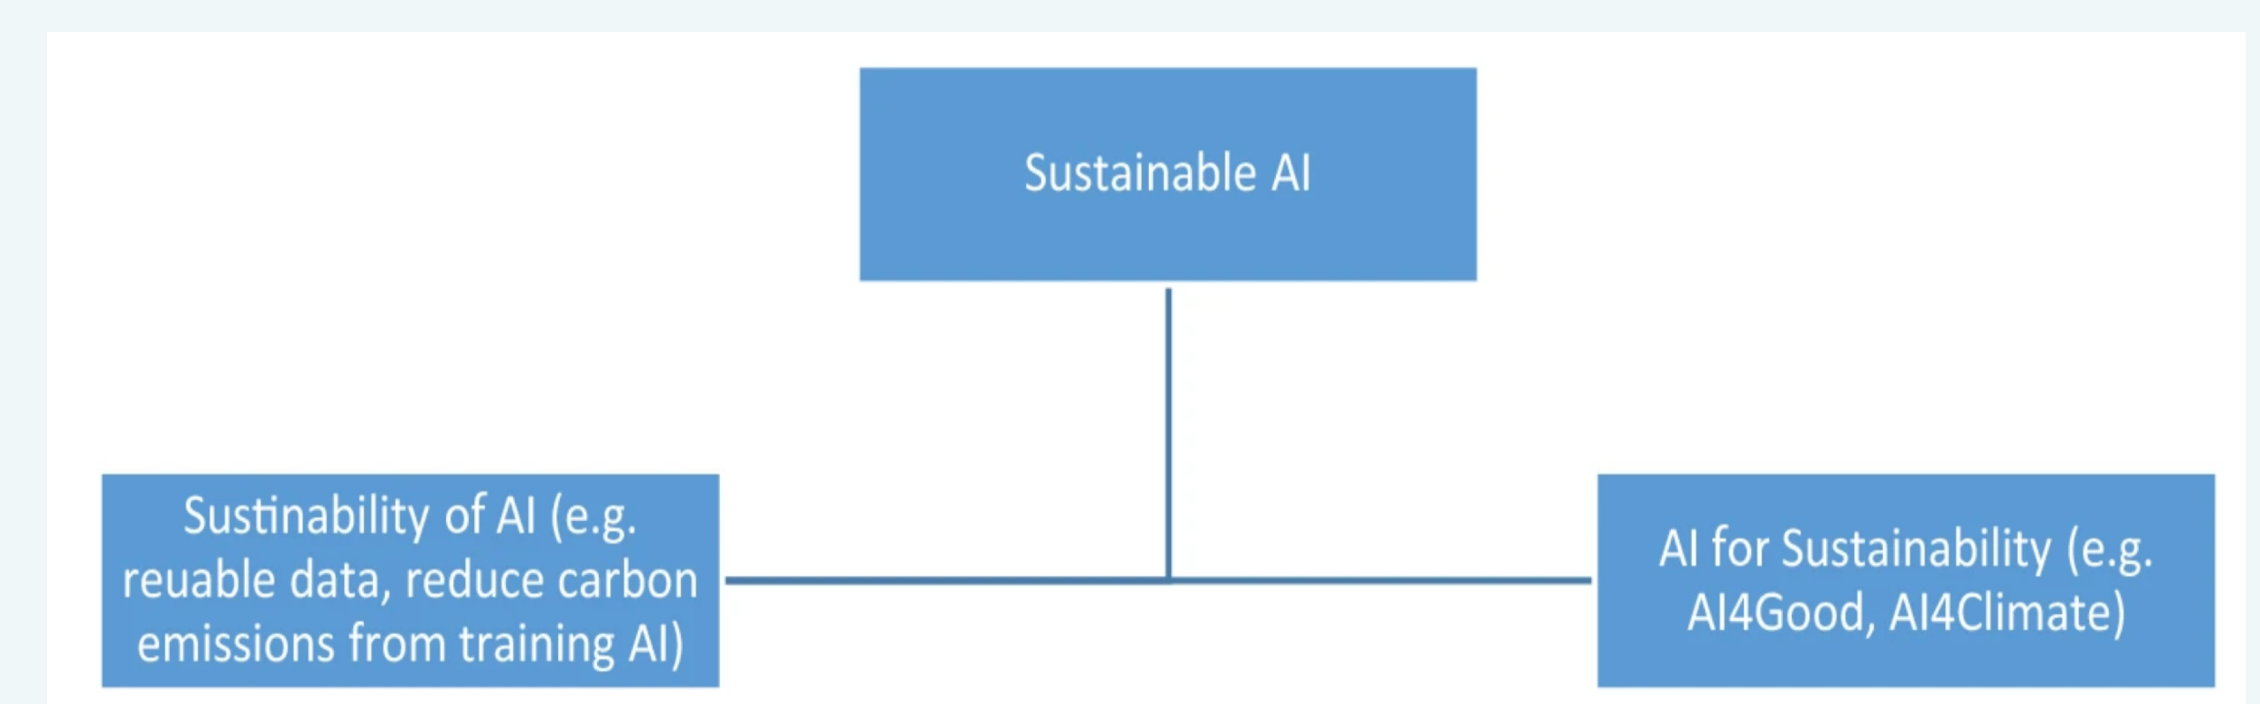 Sustainable AI
Sustinability of AI (e.g.
reuable data, reduce carbon
emissions from training AI)
AI for Sustainability (e.g.
AI4Good, AI4Climate)